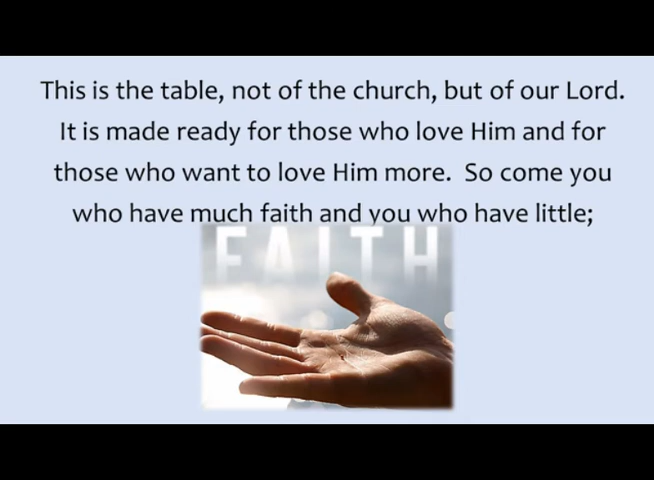 This is the table, not of the church, but of our Lord.
It is made ready for those who love Him and for
those who want to love Him more. So come you
who have much faith and you who have little;
FAITH